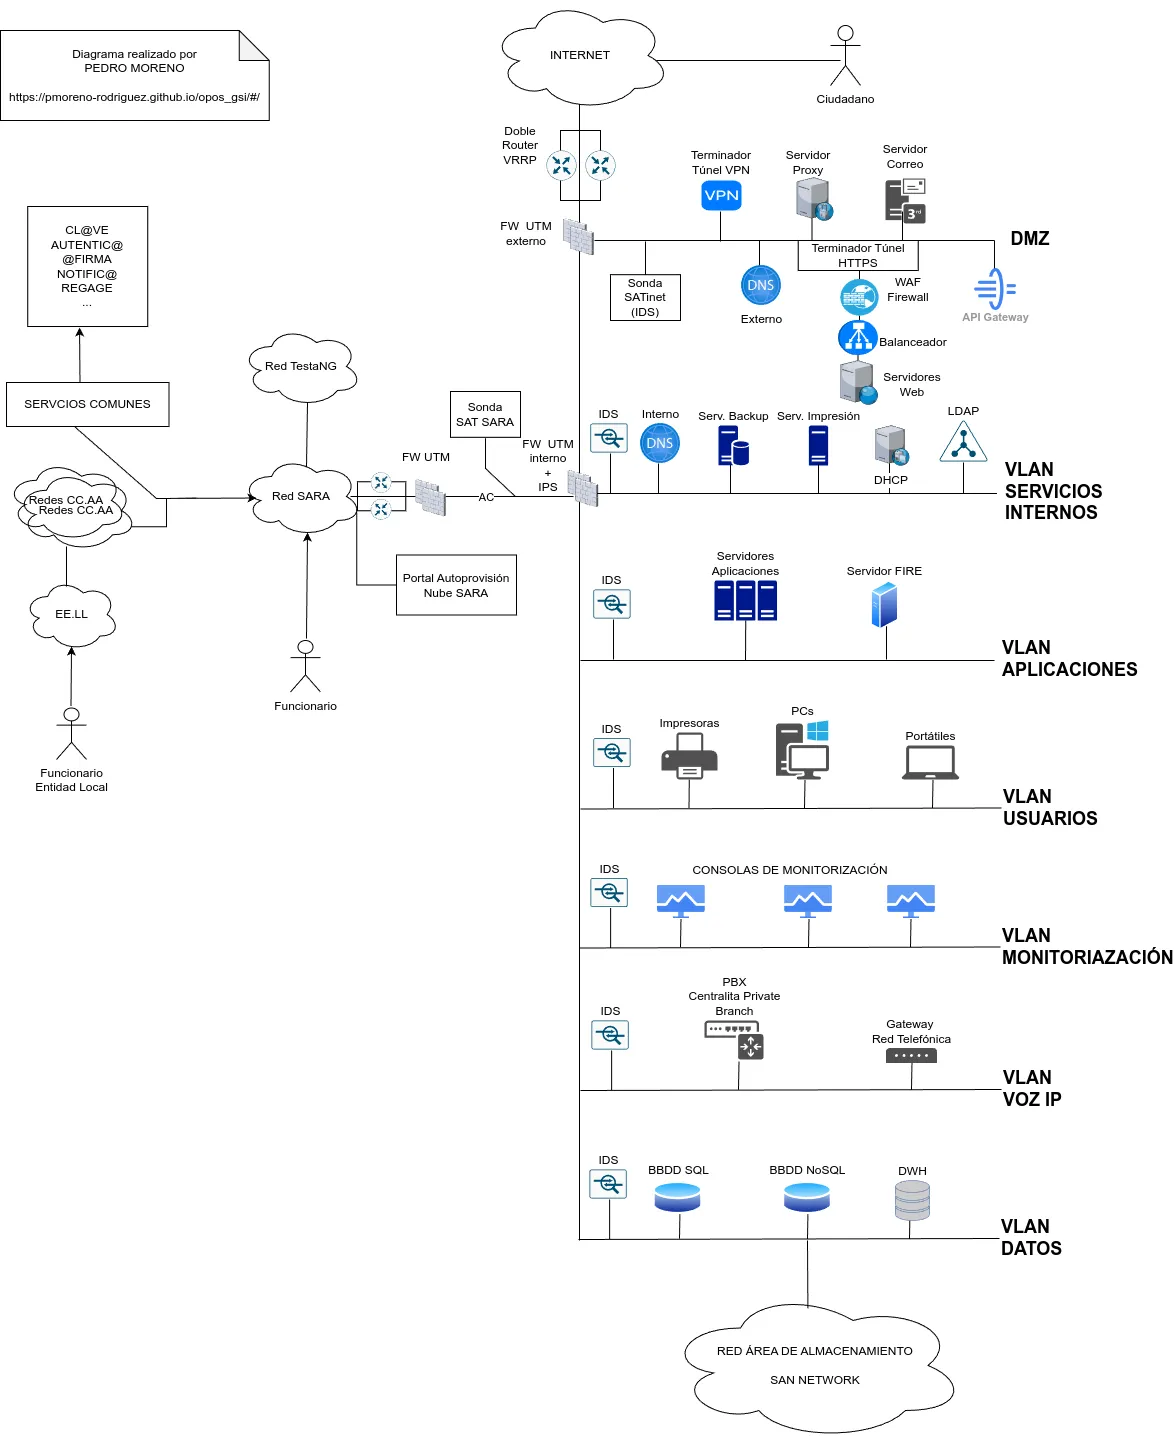 Diagrama realizado por
PEDRO MORENO
https://pmoreno-rodriguez.github.io/opos_gsi/#/
INTERNET
Ciudadano
Doble
Router
VRRP
FW UTM
externo
Terminador
Túnel VPN
VPN
Servidor
Proxy
Servidor
Correo
3rd
DMZ
Terminador Túnel
HTTPS
Sonda
SATinet
(IDS)
DNS
Externo
WAF
Firewall
API Gateway
Balanceador
Servidores
Web
CL@VE
AUTENTIC@
@FIRMA
NOTIFIC@
REGAGE
...
SERVCIOS COMUNES
Red TestaNG
Redes CC.AA
Redes CC.AA
Red SARA
FW UTM
Sonda
SAT SARA
AC
FW UTM
interno
+
IPS
Portal Autoprovisión
Nube SARA
EE.LL
Funcionario
Funcionario
Entidad Local
IDS
Interno
DNS
Serv. Backup
Serv. Impresión
DHCP
LDAP
VLAN
SERVICIOS
INTERNOS
IDS
Servidores
Aplicaciones
Servidor FIRE
VLAN
APLICACIONES
IDS
Impresoras
PCs
Portátiles
VLAN
USUARIOS
IDS
CONSOLAS DE MONITORIZACIÓN
VLAN
MONITORIAZACIÓN
IDS
PBX
Centralita Private
Branch
Gateway
Red Telefónica
VLAN
VOZ IP
IDS
BBDD SQL
BBDD NoSQL
DWH
VLAN
DATOS
RED ÁREA DE ALMACENAMIENTO
SAN NETWORK